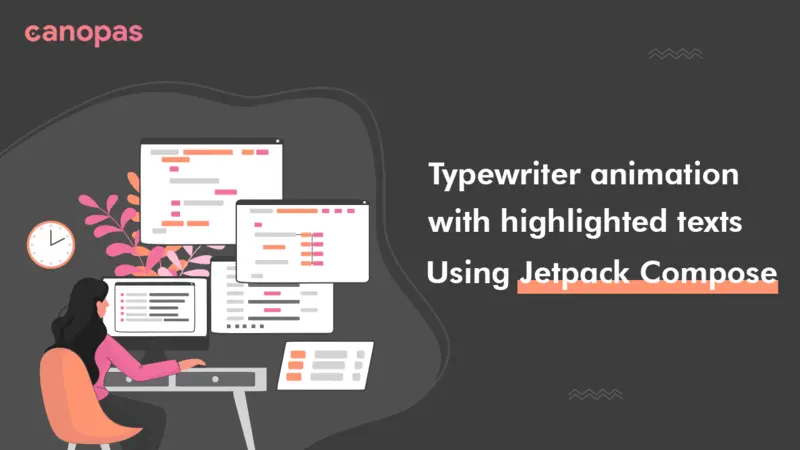 canopas
Typewriter animation
with highlighted texts
Using Jetpack Compose